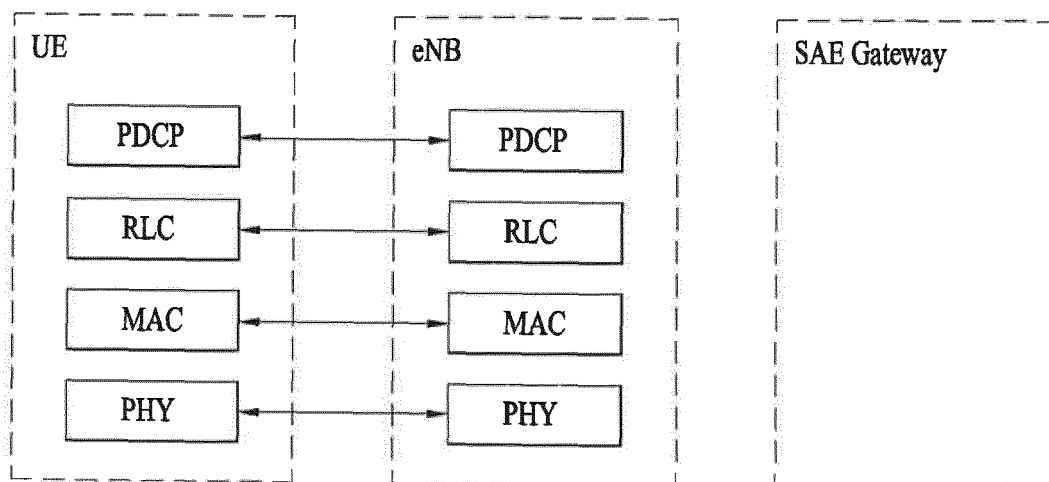 UE
eNB
SAE Gateway
PDCP
PDCP
RLC
RLC
MAC
MAC
PHY
PHY